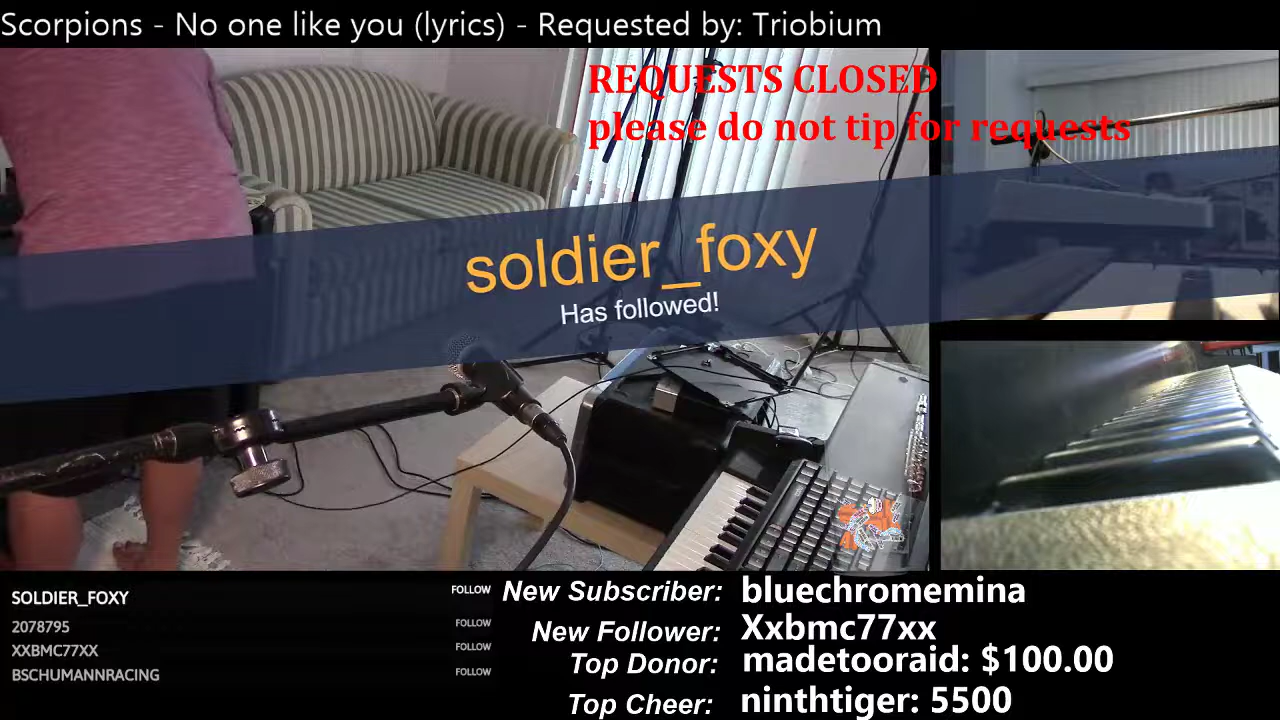 Scorpions - No one like you (lyrics) - Requested by: Triobium
REQUESTS CLOSED
please do not tip for requests
soldier_foxy
Has followed!
SOLDIER_FOXY FOLLOW
2078795 FOLLOW
XXBMC77XX FOLLOW
BSCHUMANNRACING FOLLOW
New Subscriber: bluechromemina
New Follower: Xxbmc77xx
Top Donor: madetooraid: $100.00
Top Cheer: ninthtiger: 5500